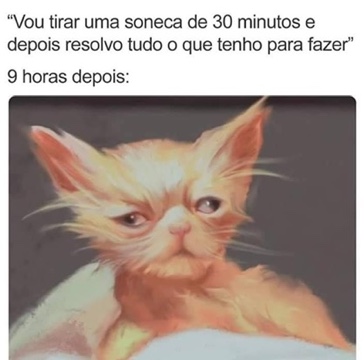 “Vou tirar uma soneca de 30 minutos e
depois resolvo tudo o que tenho para fazer”
9 horas depois: